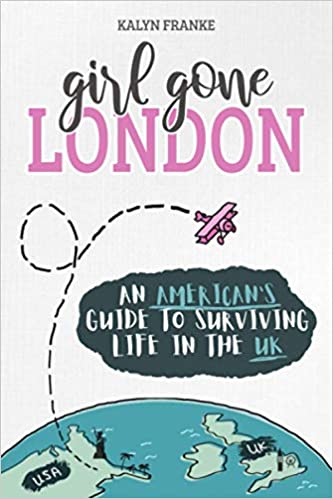 KALYN FRANKE
girl gone
LONDON
AN AMERICAN'S
GUIDE TO SURVIVING
LIFE IN THE UK
USA
UK